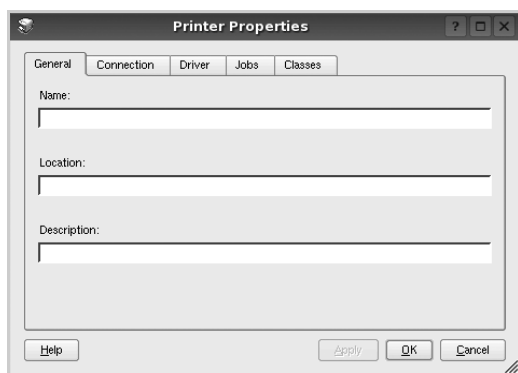 Printer Properties
?
General Connection Driver Jobs Classes
Name:
Location:
Description:
Help Apply OK Cancel